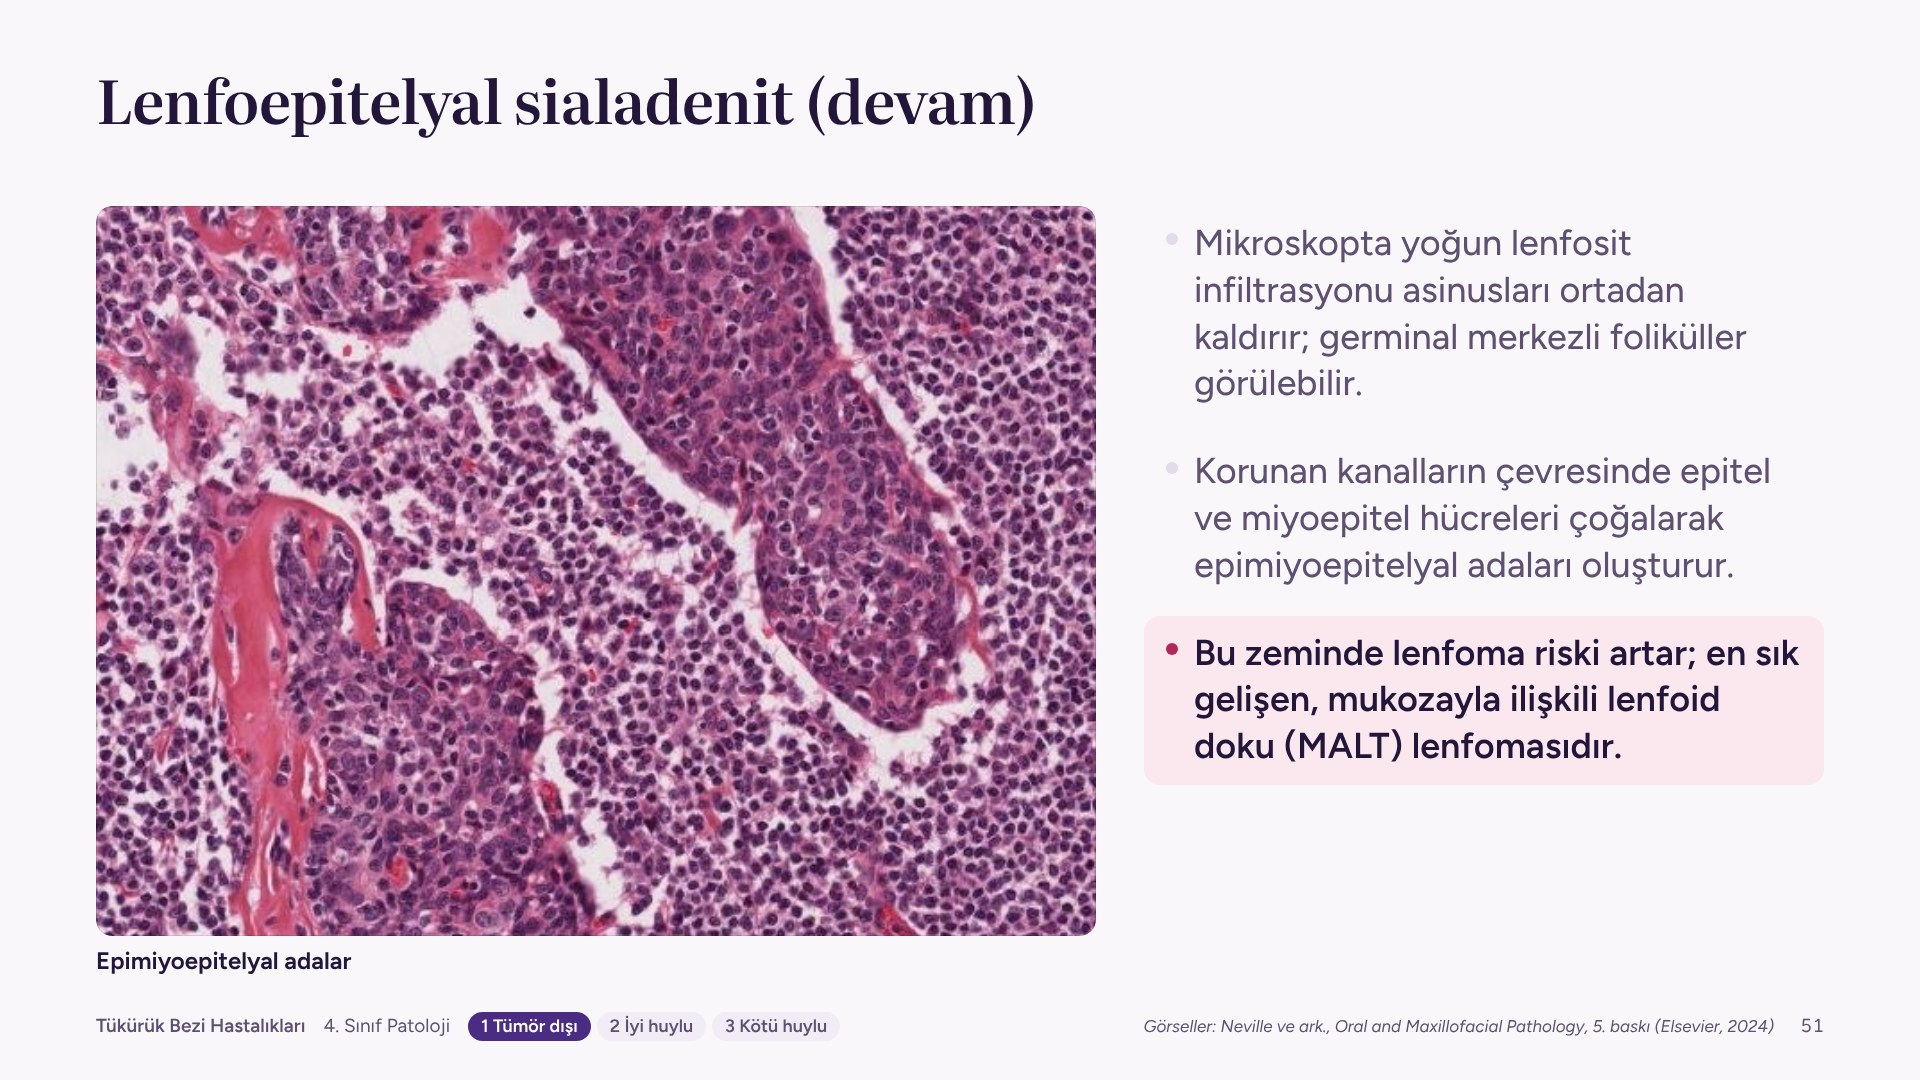 Lenfoepitelyal sialadenit (devam)
Mikroskopta yoğun lenfosit
infiltrasyonu asinusları ortadan
kaldırır; germinal merkezli foliküller
görülebilir.
Korunan kanalların çevresinde epitel
ve miyoepitel hücreleri çoğalarak
epimiyoepitelyal adaları oluşturur.
Bu zeminde lenfoma riski artar; en sık
gelişen, mukozayla ilişkili lenfoid
doku (MALT) lenfomasıdır.
Epimiyoepitelyal adalar
Tükürük Bezi Hastalıkları 4. Sınıf Patoloji 1 Tümör dışı 2 İyi huylu 3 Kötü huylu
Görseller: Neville ve ark., Oral and Maxillofacial Pathology, 5. baskı (Elsevier, 2024) 51